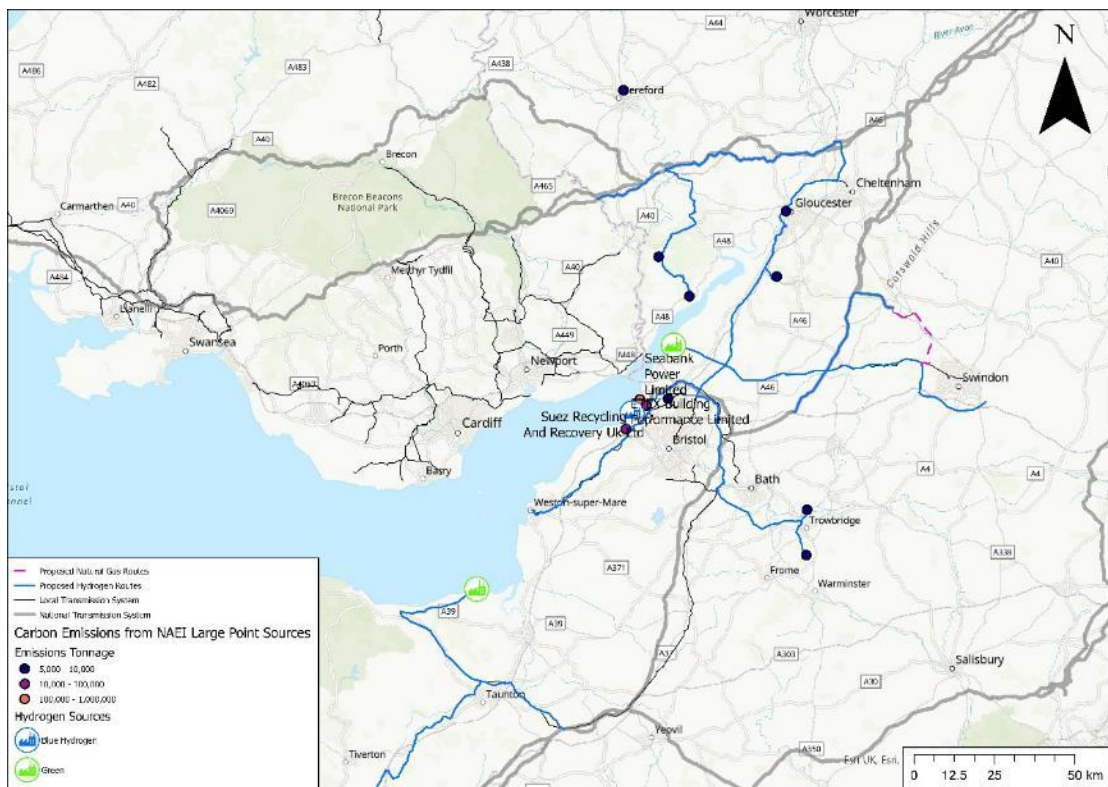 Worcester
A44
River Avon
N
A483
A438
A486
A482
ereford
A46
A40
Brecon
Cheltenham
A465
Carmarthen
A40
Brecon Beacons
National Park
A4069
A40
Gloucester
A48
Cotswold Hills
A40
A484
Merthyr Tydfil
A40
A48
A46
Llanelli
A449
Swansea
Porth
Newport
M48
Seabank
Power
Limited
A46
Swindon
Building
Suez Recycling
Performance Limited
And Recovery Uk Ltd
Cardiff
Bristol
Barry
A4
A4
Bath
Weston-super-Mare
Trowbridge
A338
A371
Frome
Warminster
A39
A39
A303
Salisbury
A30
Taunton
Yeovil
Tiverton
A350
Esri UK, Esri,
Proposed Natural Gas Routes
Proposed Hydrogen Routes
Local Transmission System
National Transmission System
Carbon Emissions from NAEI Large Point Sources
Emissions Tonnage
5,000 - 10,000
10,000 - 100,000
100,000 - 1,000,000
Hydrogen Sources
Blue Hydrogen
Green
0 12.5 25 50 km